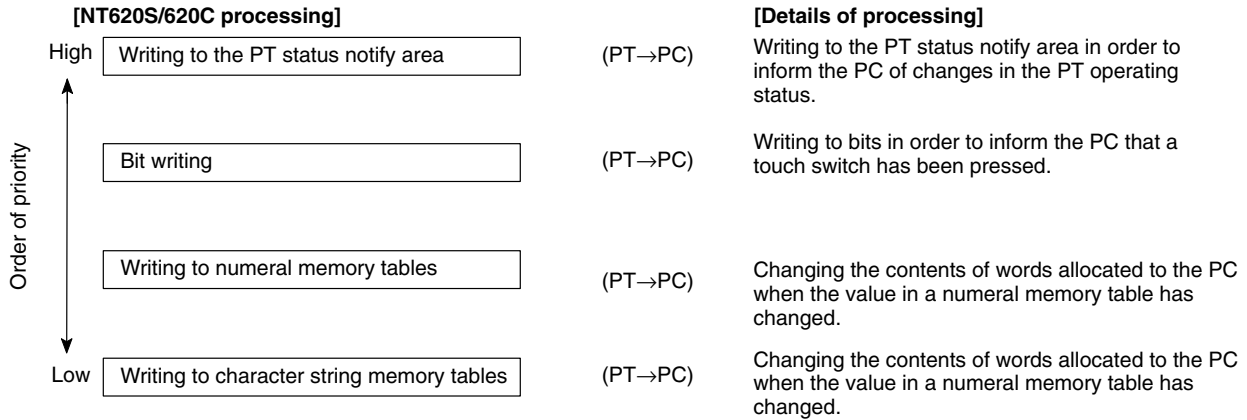 [NT620S/620C processing]
[Details of processing]
Order of priority
High
Writing to the PT status notify area
(PT→PC)
Writing to the PT status notify area in order to
inform the PC of changes in the PT operating
status.
Bit writing
(PT→PC)
Writing to bits in order to inform the PC that a
touch switch has been pressed.
Writing to numeral memory tables
(PT→PC)
Changing the contents of words allocated to the PC
when the value in a numeral memory table has
changed.
Low
Writing to character string memory tables
(PT→PC)
Changing the contents of words allocated to the PC
when the value in a numeral memory table has
changed.